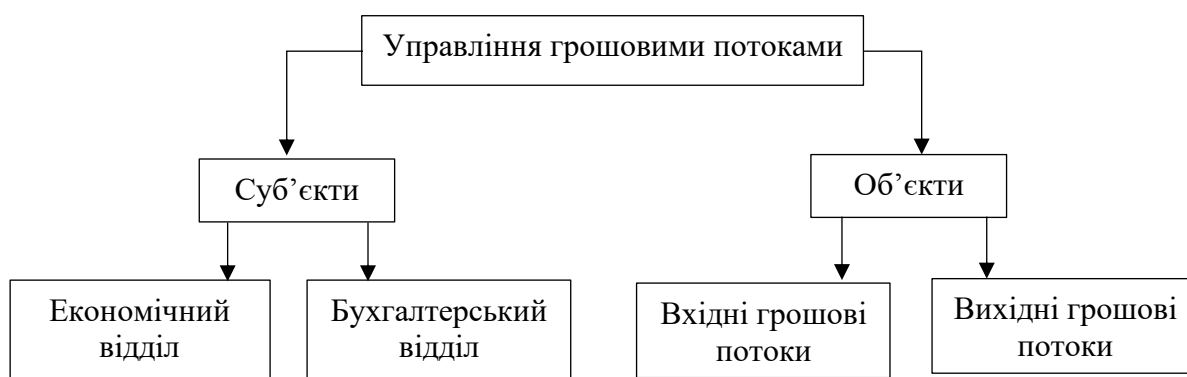 Управління грошовими потоками
Суб’єкти
Об’єкти
Економічний
відділ
Бухгалтерський
відділ
Вхідні грошові
потоки
Вихідні грошові
потоки